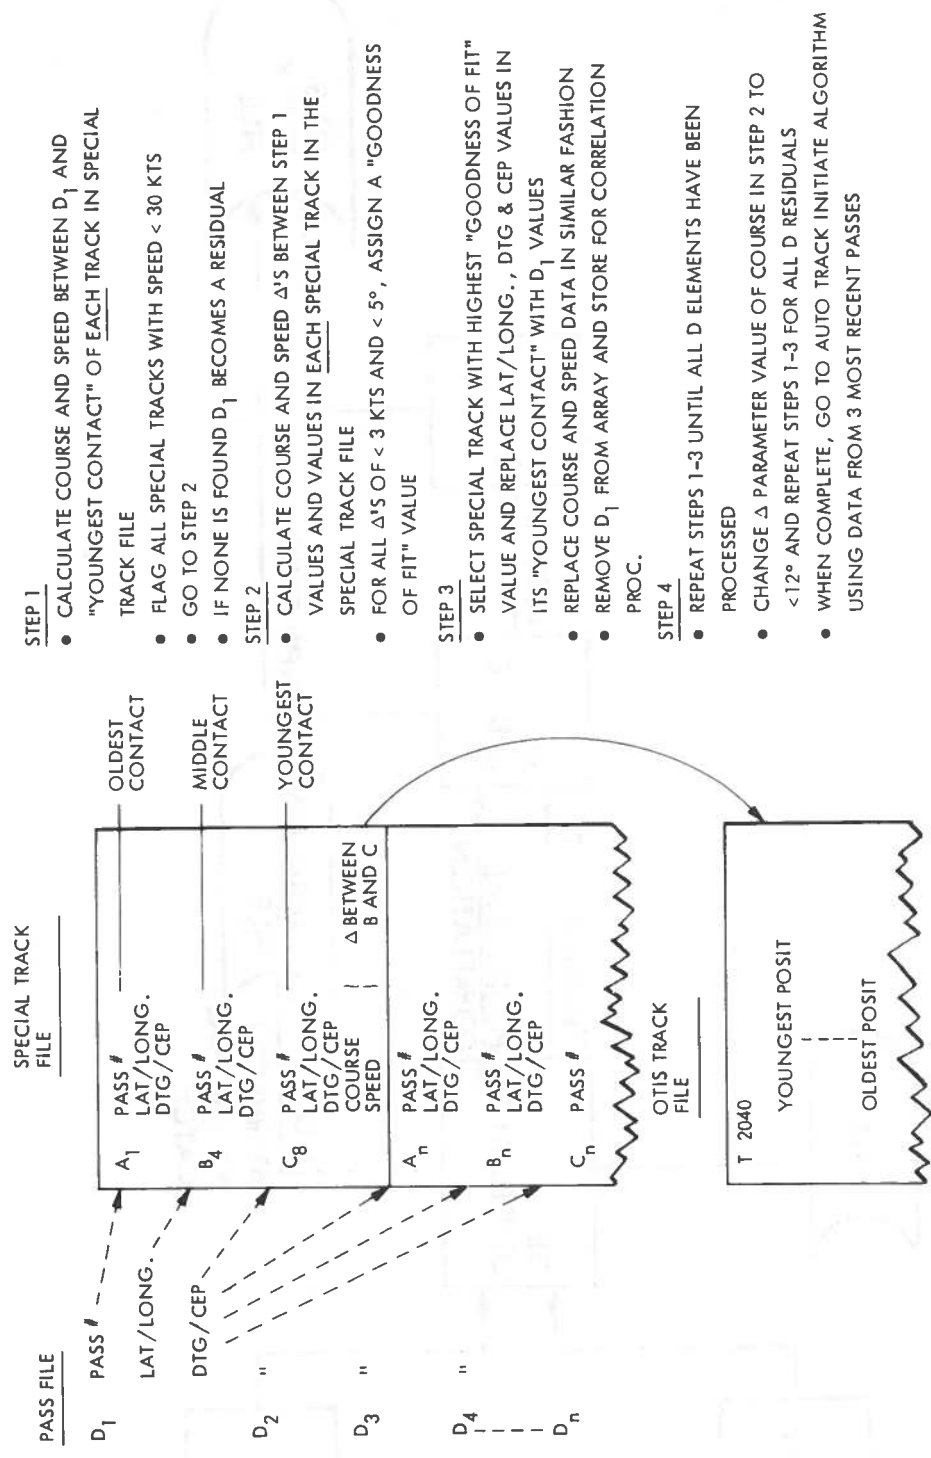 PASS FILE
D1 PASS #
LAT/LONG.
DTG/CEP
D2 "
D3 "
D4 "
Dn
SPECIAL TRACK
FILE
A1 PASS #
LAT/LONG.
DTG/CEP
B4 PASS #
LAT/LONG.
DTG/CEP
C8 PASS #
LAT/LONG.
DTG/CEP
COURSE
SPEED
} Δ BETWEEN
B AND C
An PASS #
LAT/LONG.
DTG/CEP
Bn PASS #
LAT/LONG.
DTG/CEP
Cn PASS #
OLDEST
CONTACT
MIDDLE
CONTACT
YOUNGEST
CONTACT
OTIS TRACK
FILE
T 2040
YOUNGEST POSIT
OLDEST POSIT
STEP 1
• CALCULATE COURSE AND SPEED BETWEEN D1 AND
"YOUNGEST CONTACT" OF EACH TRACK IN SPECIAL
TRACK FILE
• FLAG ALL SPECIAL TRACKS WITH SPEED < 30 KTS
• GO TO STEP 2
• IF NONE IS FOUND D1 BECOMES A RESIDUAL
STEP 2
• CALCULATE COURSE AND SPEED Δ'S BETWEEN STEP 1
VALUES AND VALUES IN EACH SPECIAL TRACK IN THE
SPECIAL TRACK FILE
• FOR ALL Δ'S OF < 3 KTS AND < 5°, ASSIGN A "GOODNESS
OF FIT" VALUE
STEP 3
• SELECT SPECIAL TRACK WITH HIGHEST "GOODNESS OF FIT"
VALUE AND REPLACE LAT/LONG., DTG & CEP VALUES IN
ITS "YOUNGEST CONTACT" WITH D1 VALUES
• REPLACE COURSE AND SPEED DATA IN SIMILAR FASHION
• REMOVE D1 FROM ARRAY AND STORE FOR CORRELATION
PROC.
STEP 4
• REPEAT STEPS 1-3 UNTIL ALL D ELEMENTS HAVE BEEN
PROCESSED
• CHANGE Δ PARAMETER VALUE OF COURSE IN STEP 2 TO
<12° AND REPEAT STEPS 1-3 FOR ALL D RESIDUALS
• WHEN COMPLETE, GO TO AUTO TRACK INITIATE ALGORITHM
USING DATA FROM 3 MOST RECENT PASSES